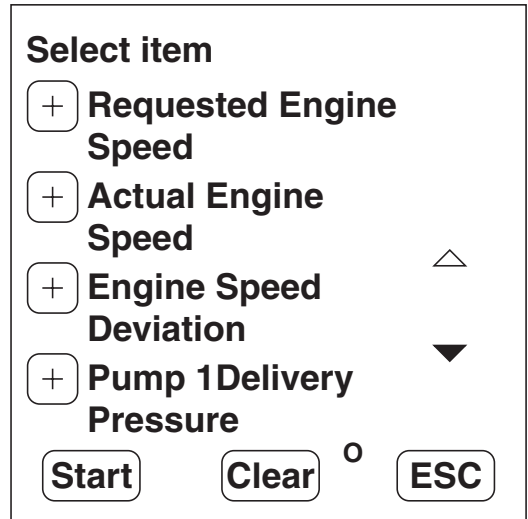 Select item
+ Requested Engine
Speed
+ Actual Engine
Speed
+ Engine Speed
Deviation
+ Pump 1Delivery
Pressure
Start Clear o ESC